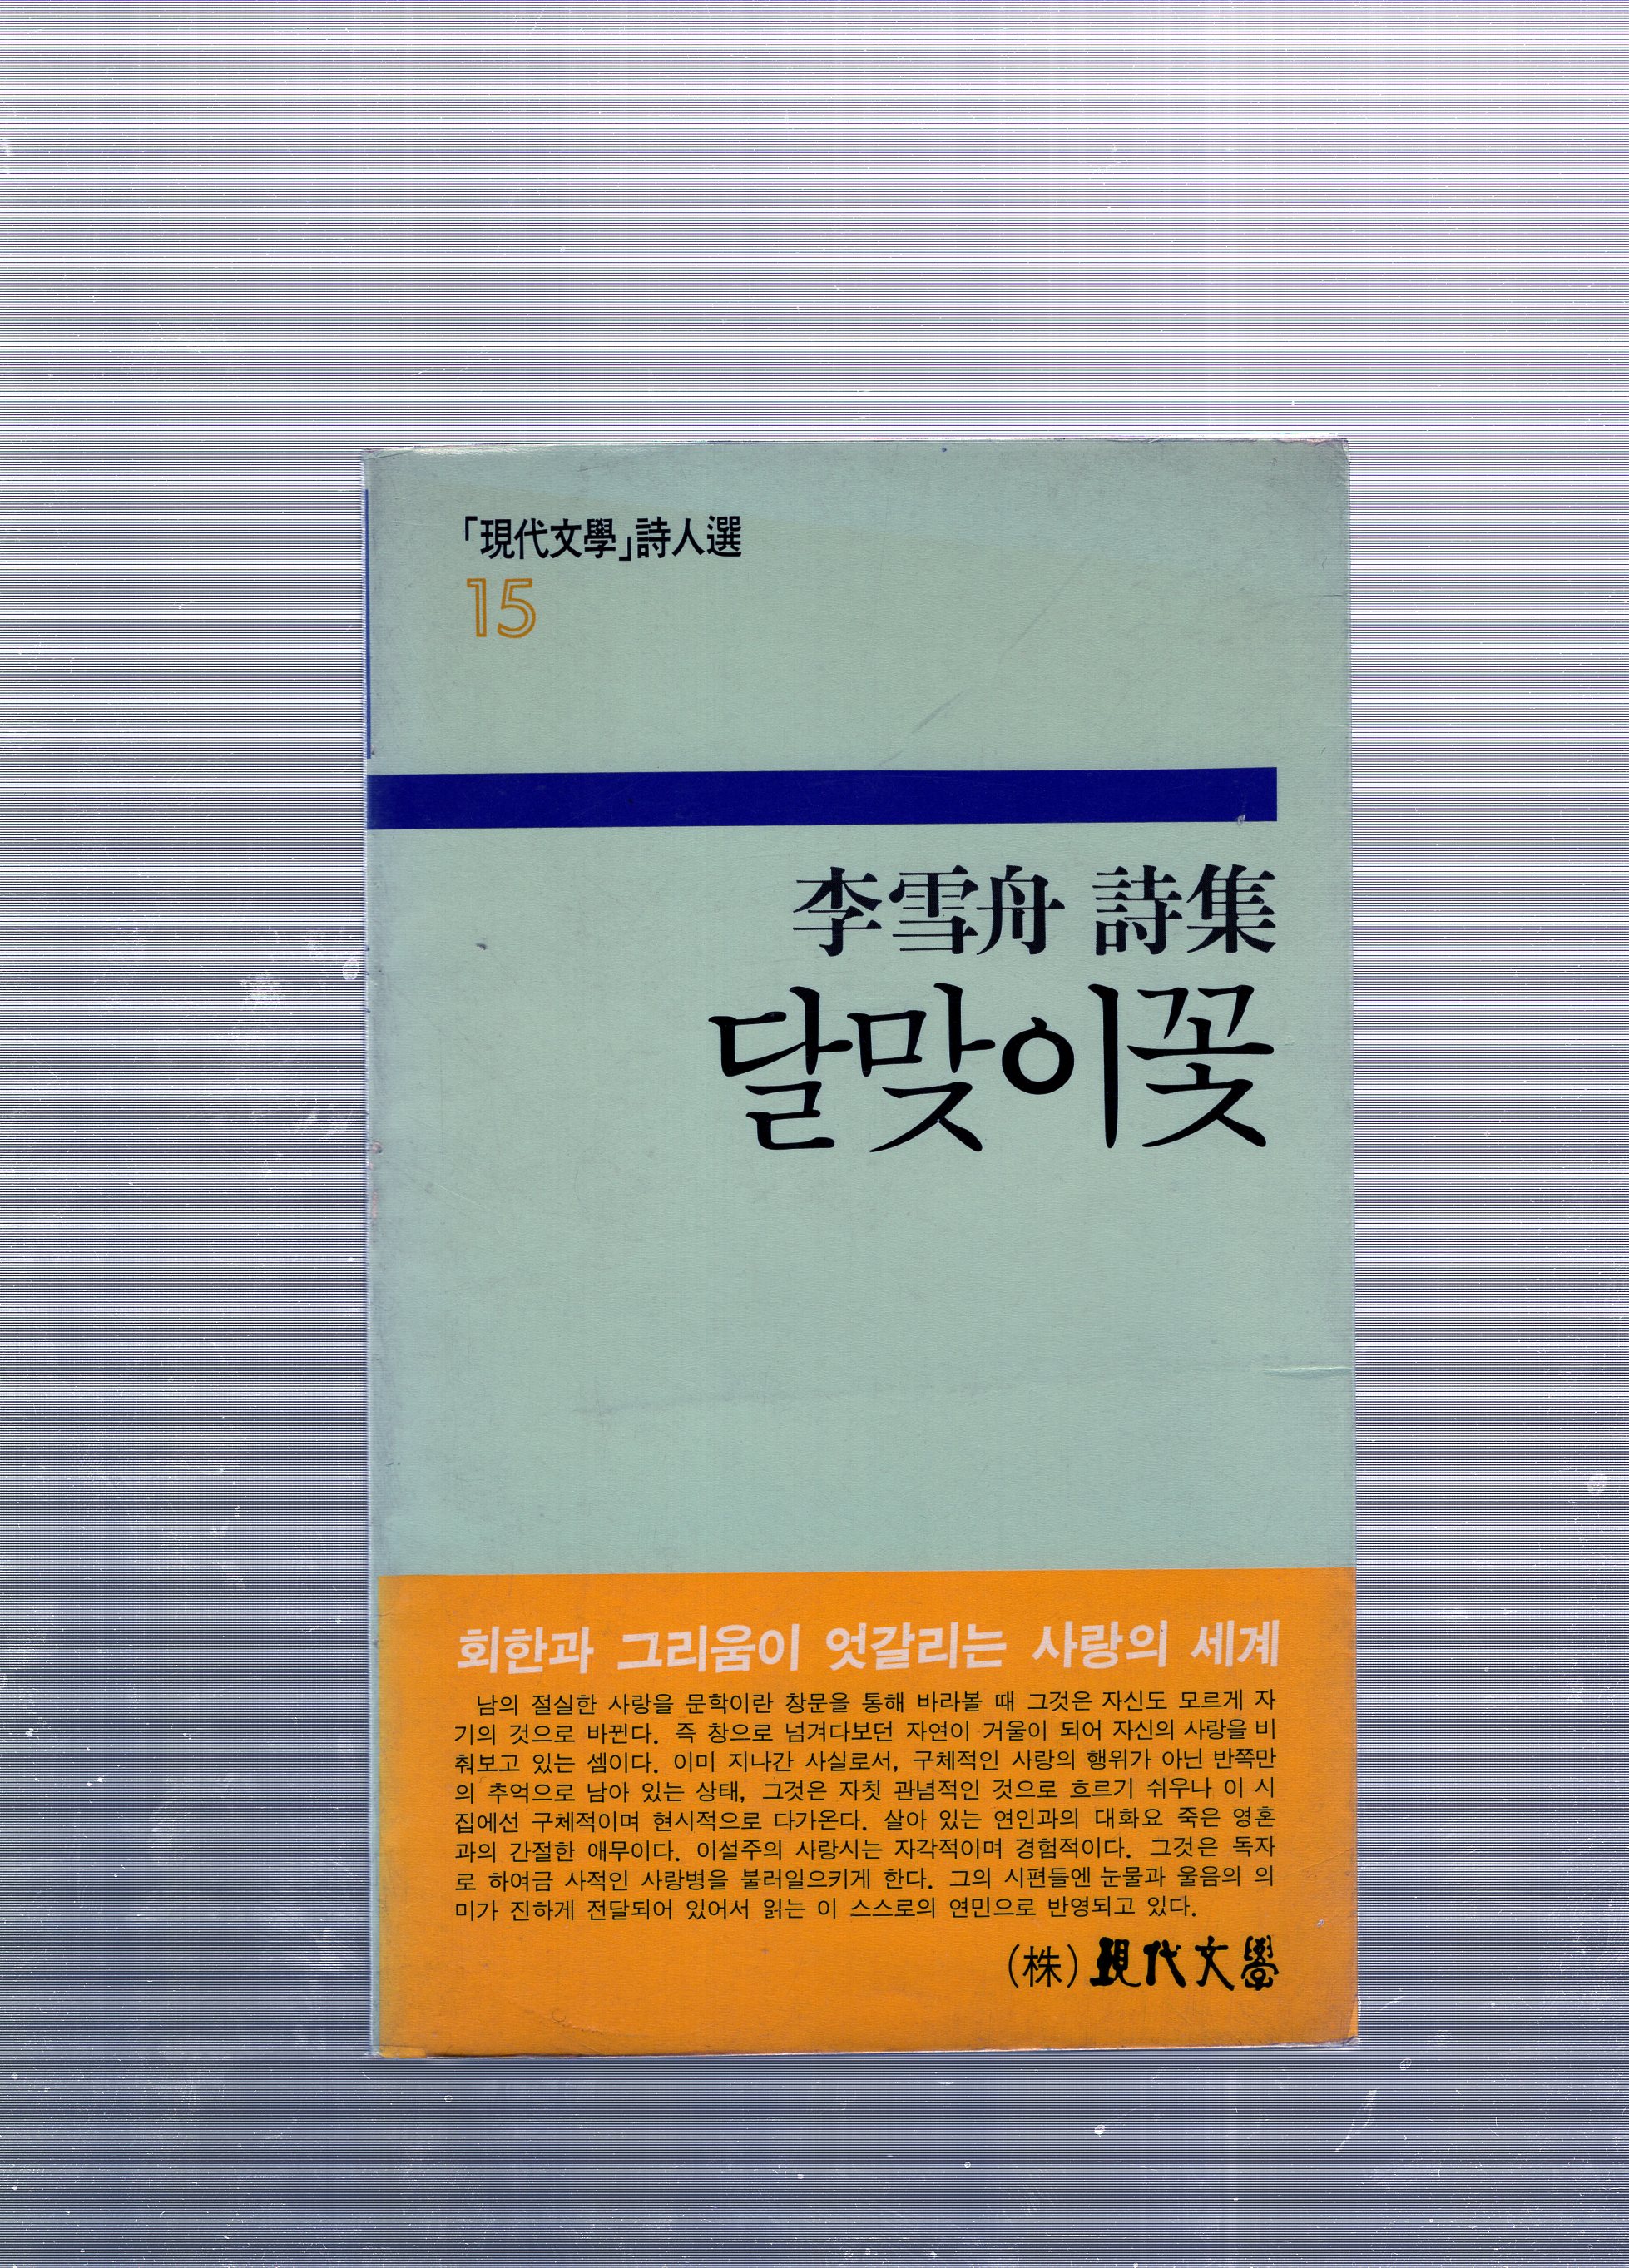 「現代文學」詩人選
15
李雪舟 詩集
달맞이꽃
회한과 그리움이 엇갈리는 사랑의 세계
남의 절실한 사랑을 문학이란 창문을 통해 바라볼 때 그것은 자신도 모르게 자
기의 것으로 바뀐다. 즉 창으로 넘겨다보던 자연이 거울이 되어 자신의 사랑을 비
춰보고 있는 셈이다. 이미 지나간 사실로서, 구체적인 사랑의 행위가 아닌 반쪽만
의 추억으로 남아 있는 상태, 그것은 자칫 관념적인 것으로 흐르기 쉬우나 이 시
집에선 구체적이며 현시적으로 다가온다. 살아 있는 연인과의 대화요 죽은 영혼
과의 간절한 애무이다. 이설주의 사랑시는 자각적이며 경험적이다. 그것은 독자
로 하여금 사적인 사랑병을 불러일으키게 한다. 그의 시편들엔 눈물과 울음의 의
미가 진하게 전달되어 있어서 읽는 이 스스로의 연민으로 반영되고 있다.
(株) 現代文學